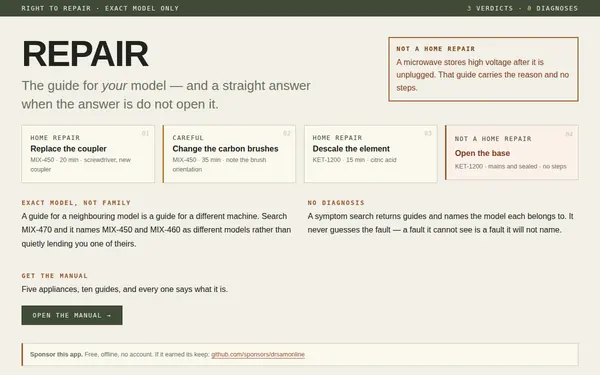 RIGHT TO REPAIR · EXACT MODEL ONLY
3 VERDICTS · 0 DIAGNOSES
REPAIR
The guide for your model — and a straight answer
when the answer is do not open it.
NOT A HOME REPAIR
A microwave stores high voltage after it is
unplugged. That guide carries the reason and no
steps.
01
HOME REPAIR
Replace the coupler
MIX-450 · 20 min · screwdriver, new
coupler
02
CAREFUL
Change the carbon brushes
MIX-450 · 35 min · note the brush
orientation
03
HOME REPAIR
Descale the element
KET-1200 · 15 min · citric acid
04
NOT A HOME REPAIR
Open the base
KET-1200 · mains and sealed · no steps
EXACT MODEL, NOT FAMILY
A guide for a neighbouring model is a guide for a different machine. Search
MIX-470 and it names MIX-450 and MIX-460 as different models rather than
quietly lending you one of theirs.
NO DIAGNOSIS
A symptom search returns guides and names the model each belongs to. It
never guesses the fault — a fault it cannot see is a fault it will not name.
GET THE MANUAL
Five appliances, ten guides, and every one says what it is.
OPEN THE MANUAL →
Sponsor this app. Free, offline, no account. If it earned its keep: github.com/sponsors/drsamonline